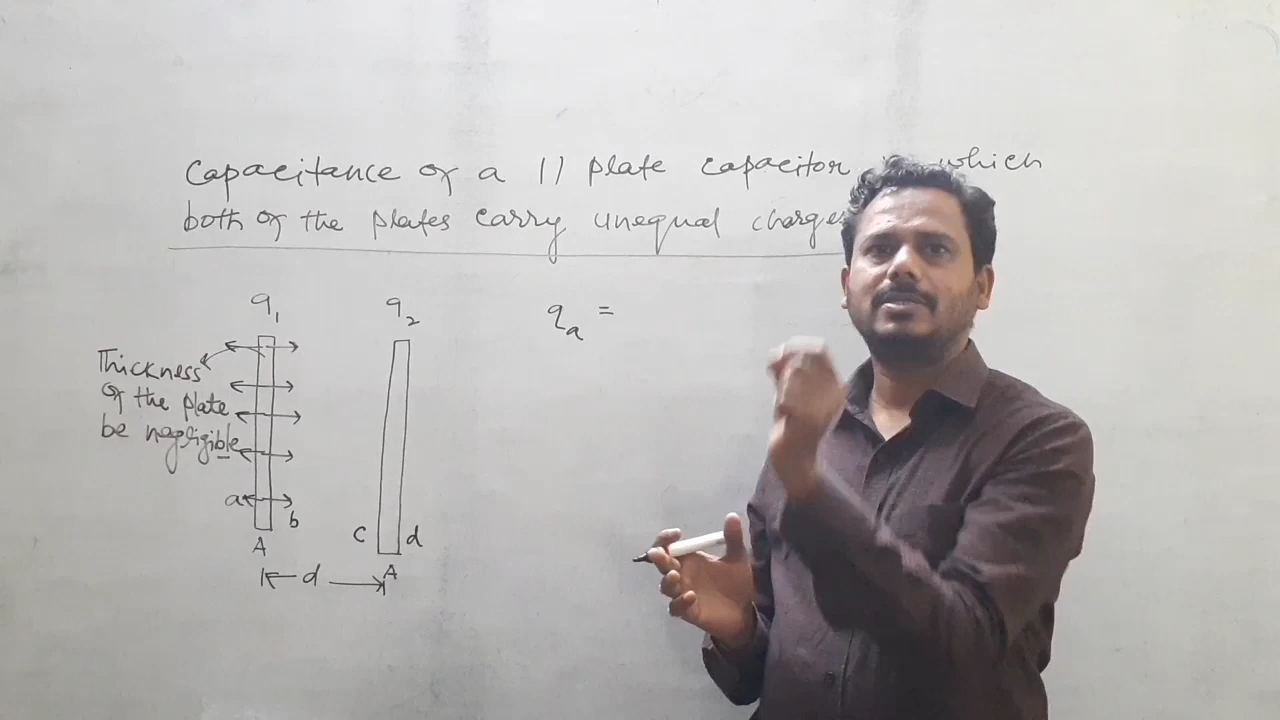 Capacitance of a || plate capacitor which
both of the plates carry unequal charges
q1 q2 qa =
Thickness
of the plate
be negligible
a b c d
A
d A